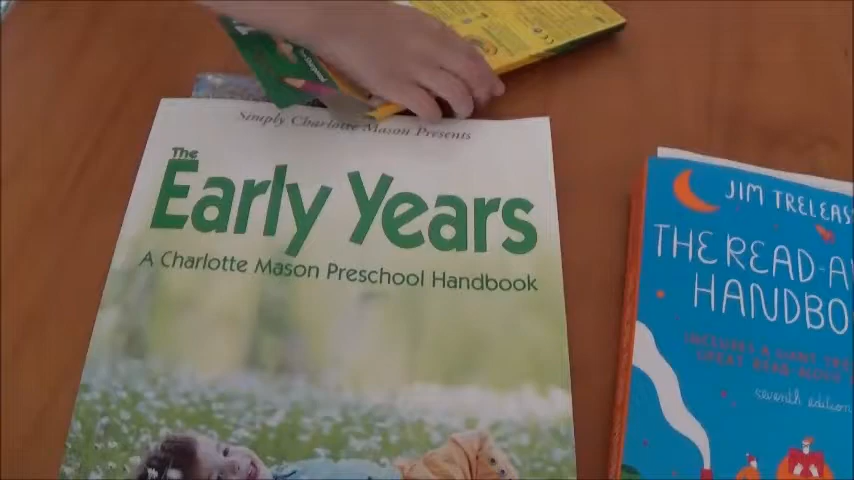 Simply Charlotte Mason Presents
The
Early Years
A Charlotte Mason Preschool Handbook
JIM TRELEAS
THE READ-A
HANDBO
seventh edition